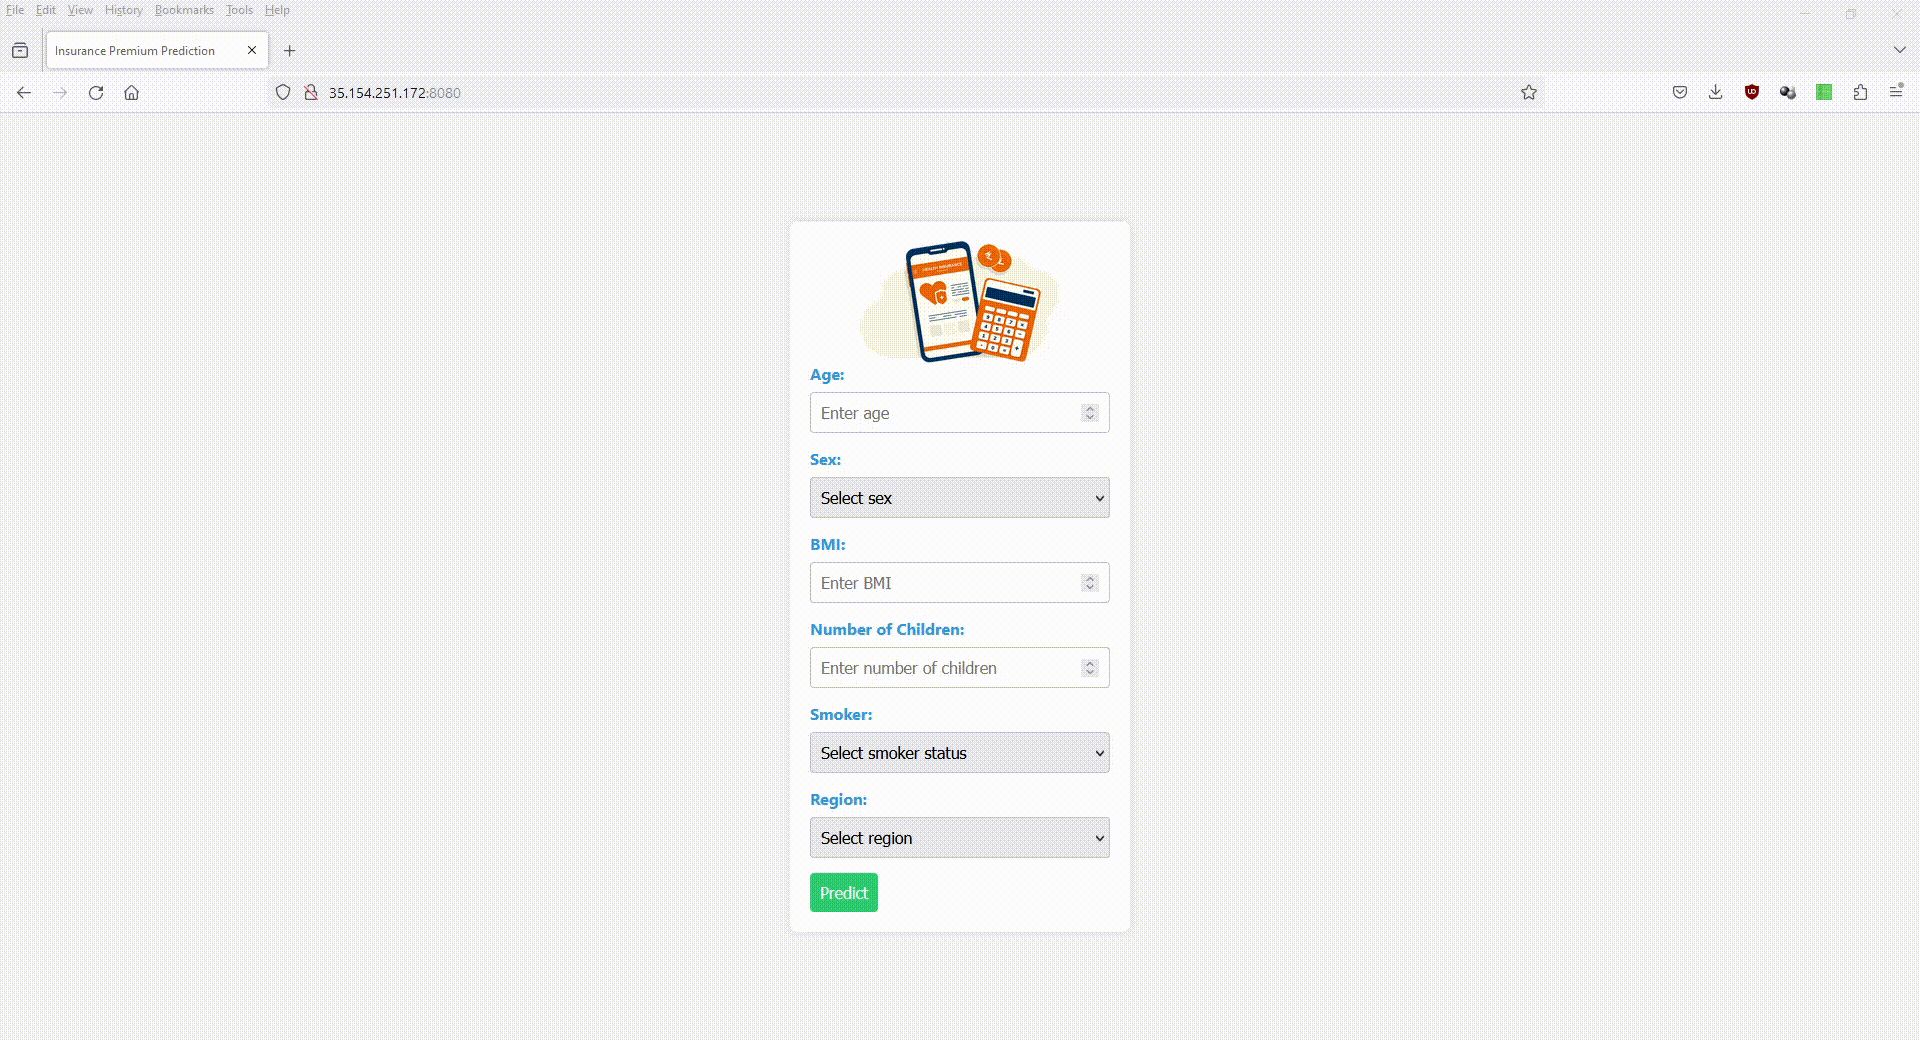 File Edit View History Bookmarks Tools Help
Insurance Premium Prediction
35.154.251.172:8080
HEALTH INSURANCE
Age:
Enter age
Sex:
Select sex
BMI:
Enter BMI
Number of Children:
Enter number of children
Smoker:
Select smoker status
Region:
Select region
Predict